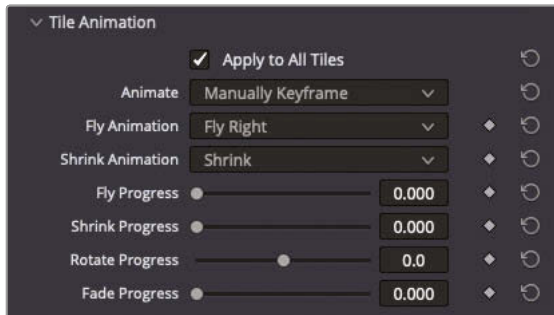 Tile Animation
Apply to All Tiles
Animate Manually Keyframe
Fly Animation Fly Right
Shrink Animation Shrink
Fly Progress 0.000
Shrink Progress 0.000
Rotate Progress 0.0
Fade Progress 0.000